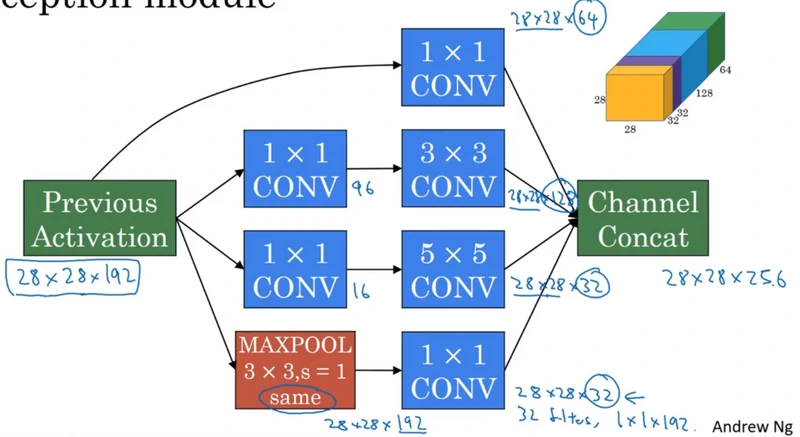 ception module
28×28×64
1 × 1
CONV
28
28
32
32
128
64
1 × 1
CONV
96
3 × 3
CONV
28×28×128
Previous
Activation
28×28×192
Channel
Concat
28×28×256
1 × 1
CONV
16
5 × 5
CONV
28×28×32
MAXPOOL
3 × 3,s = 1
same
28×28×192
1 × 1
CONV
28×28×32 ←
32 filters, 1×1×192.
Andrew Ng